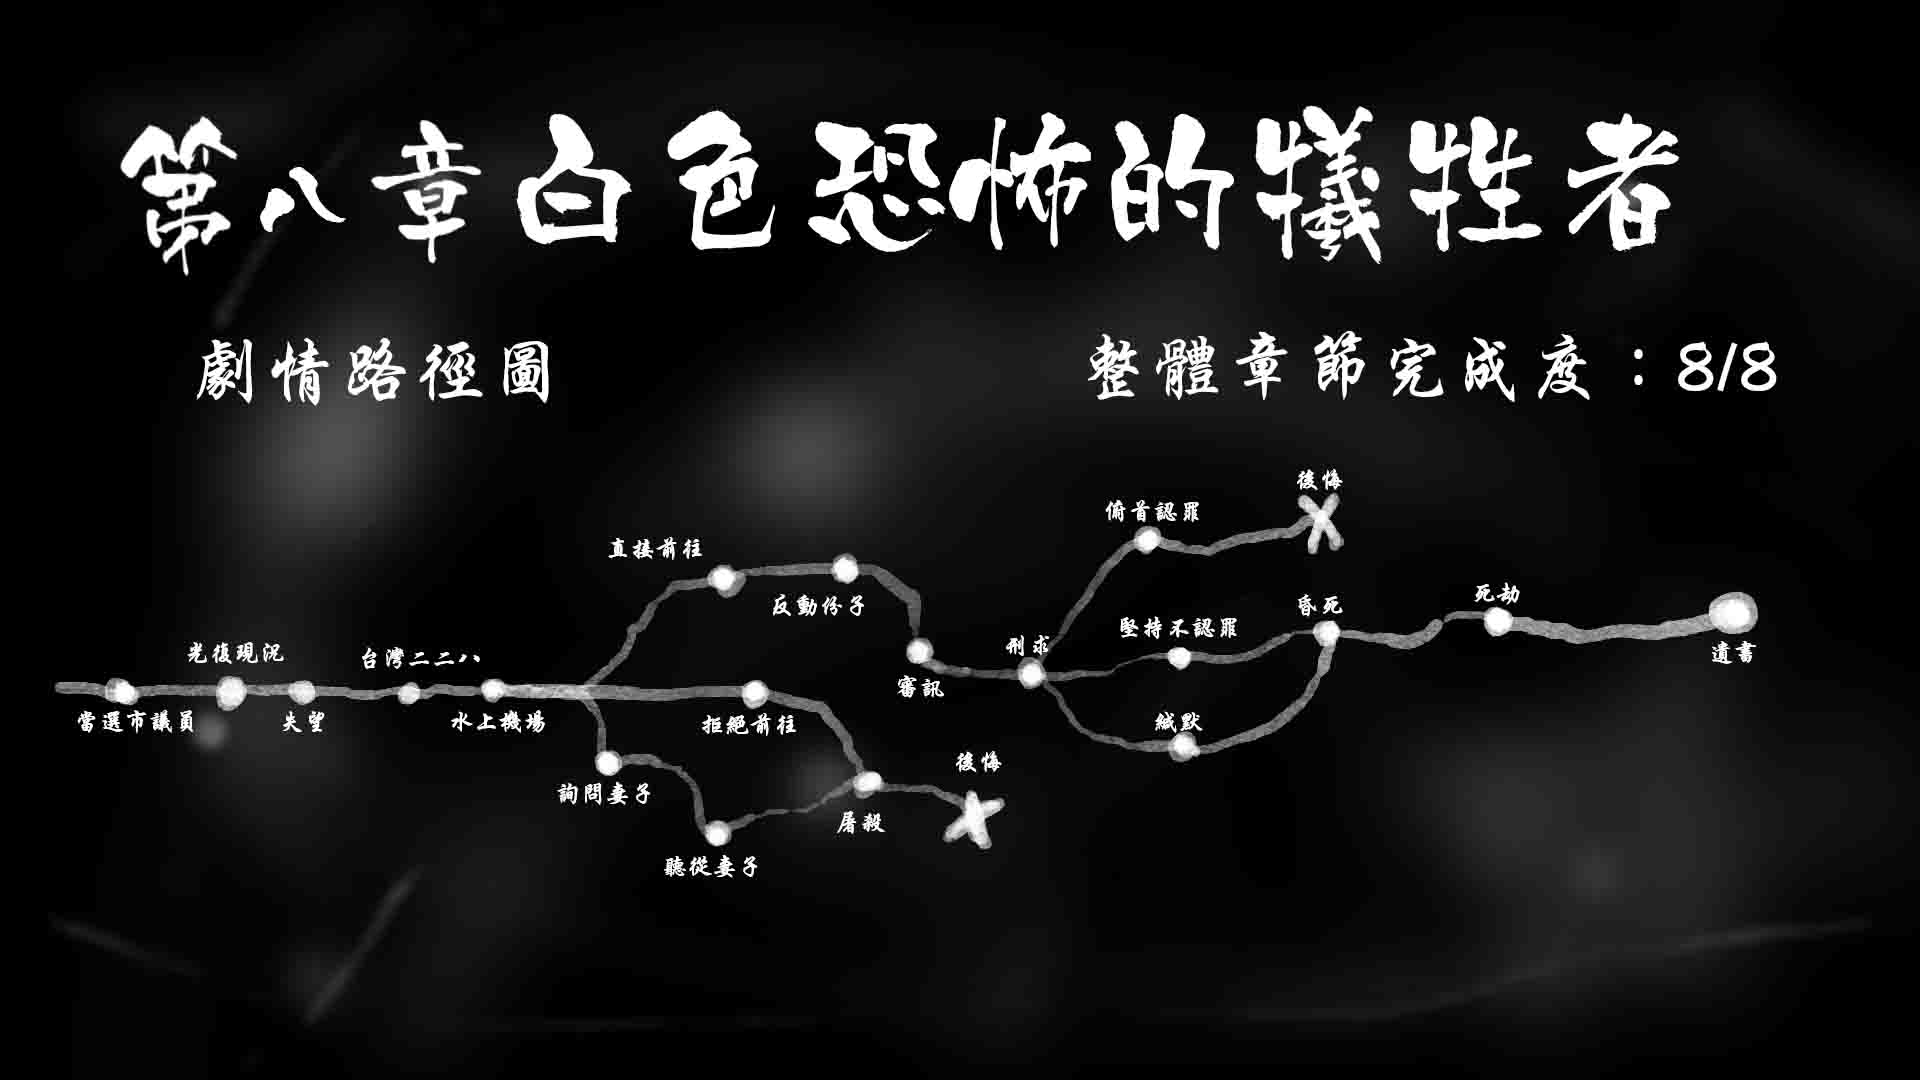 第八章白色恐怖的犧牲者
劇情路徑圖
整體章節完成度：8/8
後悔
俯首認罪
直接前往
反動份子
死劫
昏死
堅持不認罪
刑求
光復現況
台灣二二八
遺書
審訊
當選市議員
失望
水上機場
拒絕前往
緘默
後悔
詢問妻子
屠殺
聽從妻子